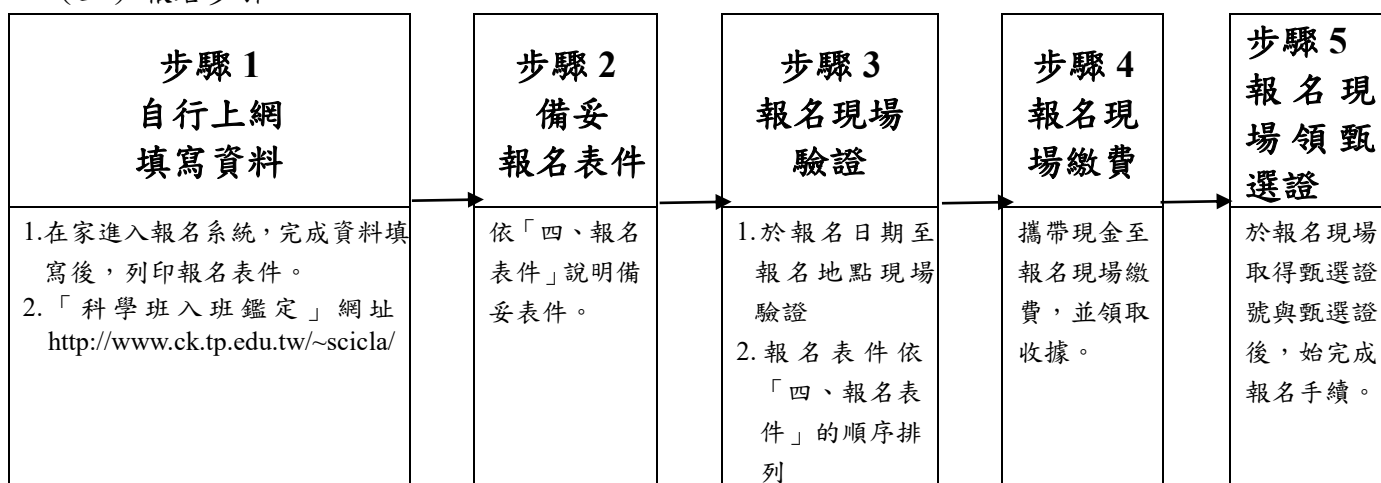 步驟 1
自行上網
填寫資料
1.在家進入報名系統，完成資料填
寫後，列印報名表件。
2.「科學班入班鑑定」網址
http://www.ck.tp.edu.tw/~scicla/
步驟 2
備妥
報名表件
依「四、報名
表件」說明備
妥表件。
步驟 3
報名現場
驗證
1.於報名日期至
報名地點現場
驗證
2.報名表件依
「四、報名表
件」的順序排
列
步驟 4
報名現
場繳費
攜帶現金至
報名現場繳
費，並領取
收據。
步驟 5
報名現
場領甄
選證
於報名現場
取得甄選證
號與甄選證
後，始完成
報名手續。